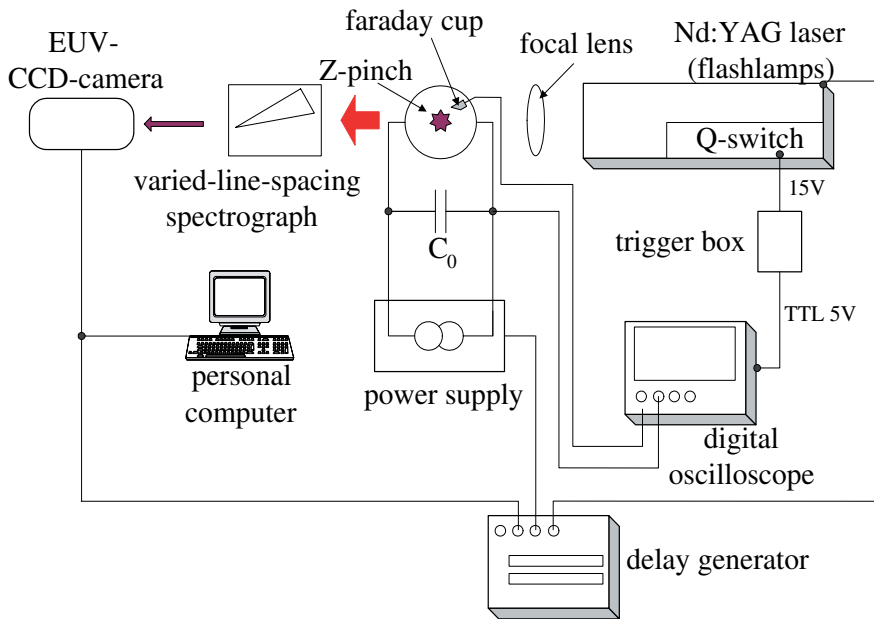 EUV-
CCD-camera
faraday cup
Z-pinch
focal lens
Nd:YAG laser
(flashlamps)
Q-switch
15V
varied-line-spacing
spectrograph
C0
trigger box
TTL 5V
personal
computer
power supply
digital
oscilloscope
delay generator